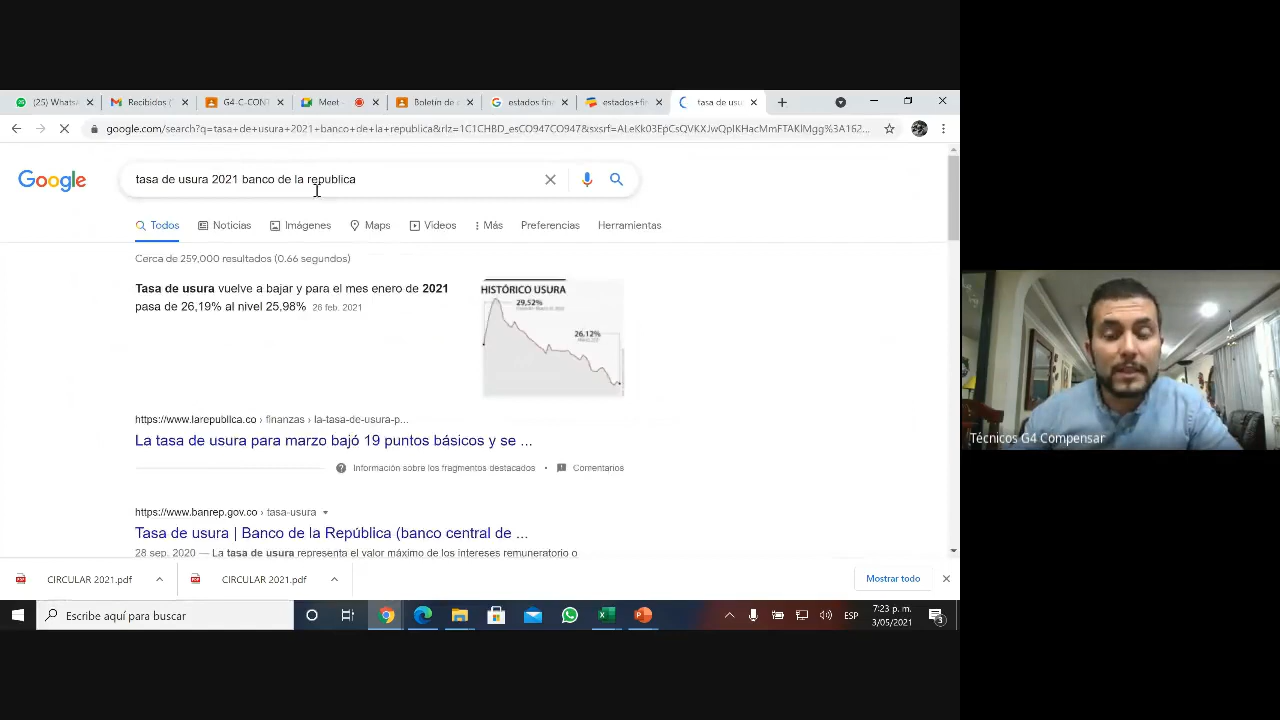 (25) Whats
Recibidos (
G4-C-CONT
Meet -
Boletín de c
estados fin
estados+fi
tasa de usu
google.com/search?q=tasa+de+usura+2021+banco+de+la+republica&rlz=1C1CHBD_esCO947CO947&sxsrf=ALeKk03EpCsQVKXJwQplKHacMmFTAKlMgg%3A162...
Google
tasa de usura 2021 banco de la republica
Todos
Noticias
Imágenes
Maps
Videos
Más
Preferencias
Herramientas
Cerca de 259,000 resultados (0.66 segundos)
Tasa de usura vuelve a bajar y para el mes enero de 2021
pasa de 26,19% al nivel 25,98% 26 feb. 2021
HISTÓRICO USURA
29,52%
26,12%
https://www.larepublica.co › finanzas › la-tasa-de-usura-p...
La tasa de usura para marzo bajó 19 puntos básicos y se ...
Información sobre los fragmentos destacados • Comentarios
https://www.banrep.gov.co › tasa-usura
Tasa de usura | Banco de la República (banco central de ...
28 sep. 2020 — La tasa de usura representa el valor máximo de los intereses remuneratorio o
CIRCULAR 2021.pdf
CIRCULAR 2021.pdf
Mostrar todo
Escribe aquí para buscar
ESP
7:23 p. m.
3/05/2021
3
Técnicos G4 Compensar